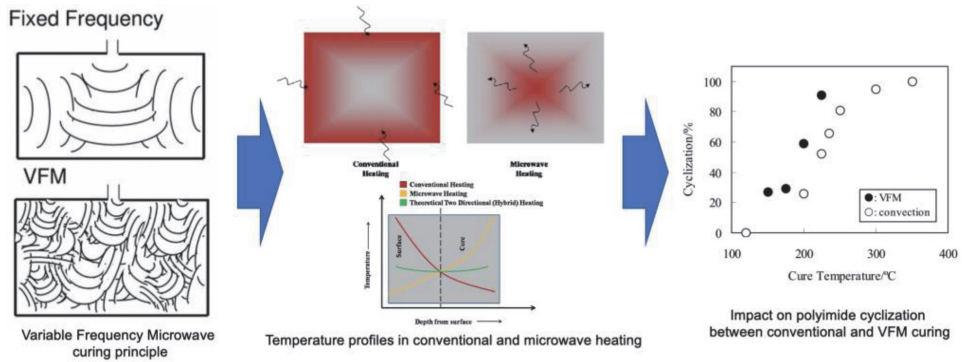 Fixed Frequency
VFM
Variable Frequency Microwave
curing principle
Conventional
Heating
Microwave
Heating
Conventional Heating
Microwave Heating
Theoretical Two Directional (Hybrid) Heating
Temperature
Surface
Core
Depth from surface
Temperature profiles in conventional and microwave heating
Cyclization/%
100
80
60
40
20
0
: VFM
: convection
100
200
300
400
Cure Temperature/ºC
Impact on polyimide cyclization
between conventional and VFM curing